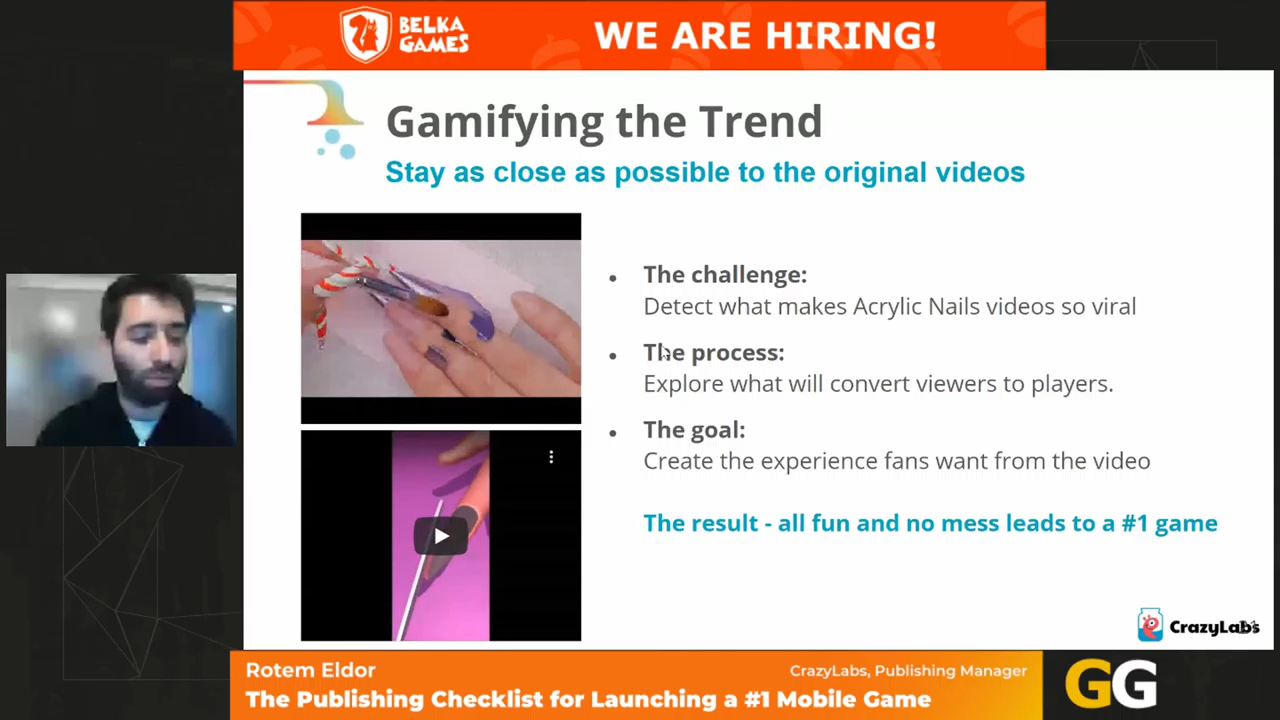 BELKA
GAMES
WE ARE HIRING!
Gamifying the Trend
Stay as close as possible to the original videos
• The challenge:
Detect what makes Acrylic Nails videos so viral
• The process:
Explore what will convert viewers to players.
• The goal:
Create the experience fans want from the video
The result - all fun and no mess leads to a #1 game
CrazyLabs
Rotem Eldor
CrazyLabs, Publishing Manager
The Publishing Checklist for Launching a #1 Mobile Game
GG